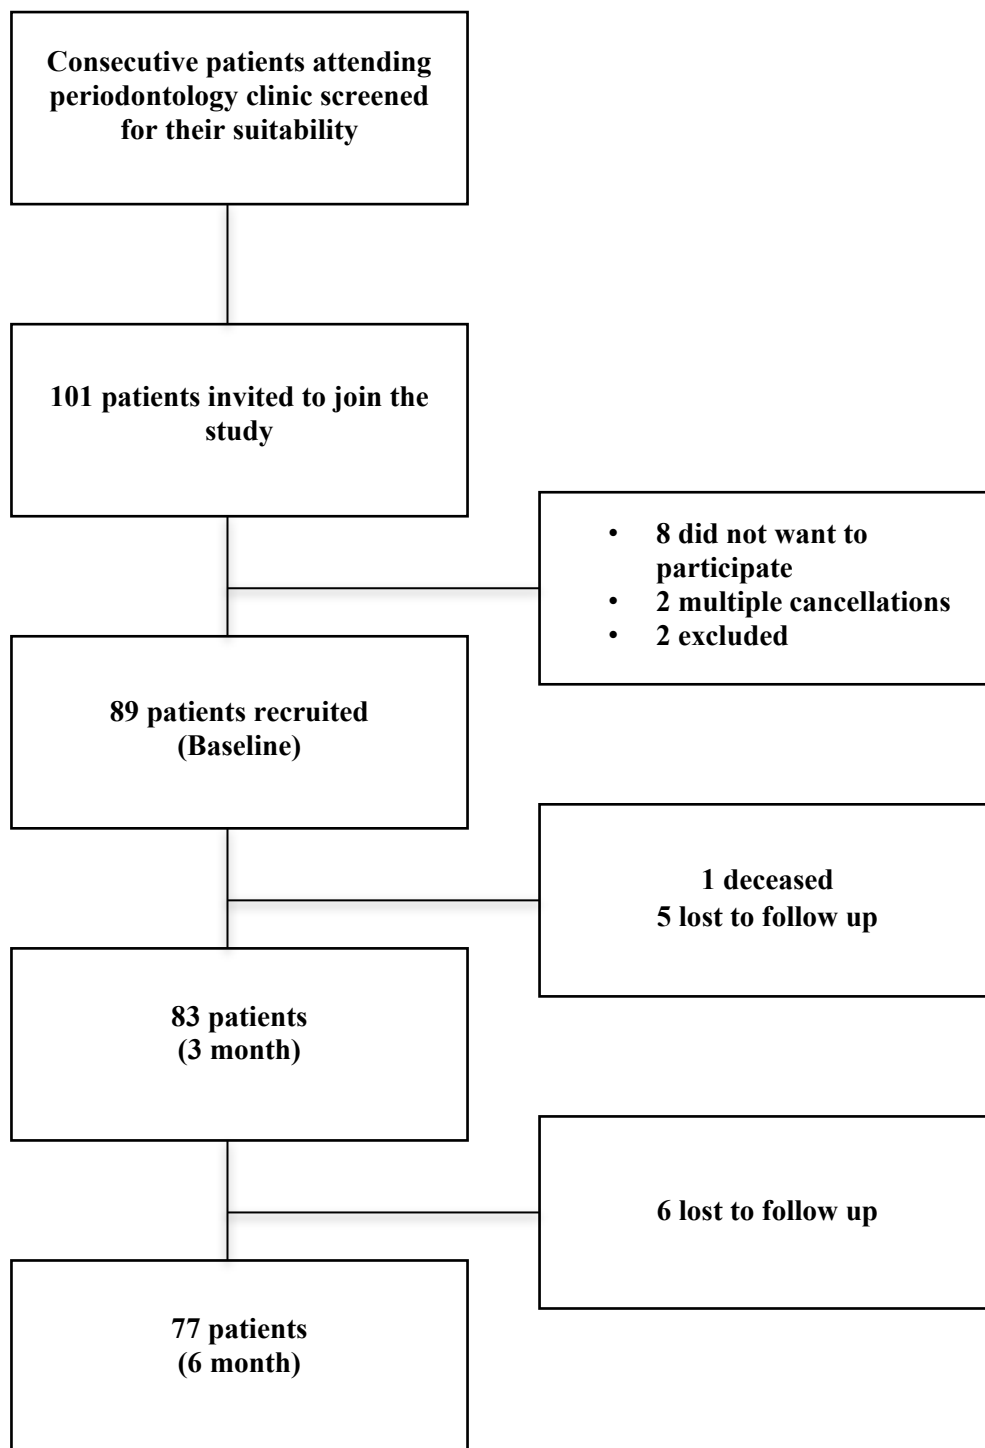 Consecutive patients attending
periodontology clinic screened
for their suitability
101 patients invited to join the
study
• 8 did not want to
participate
• 2 multiple cancellations
• 2 excluded
89 patients recruited
(Baseline)
1 deceased
5 lost to follow up
83 patients
(3 month)
6 lost to follow up
77 patients
(6 month)